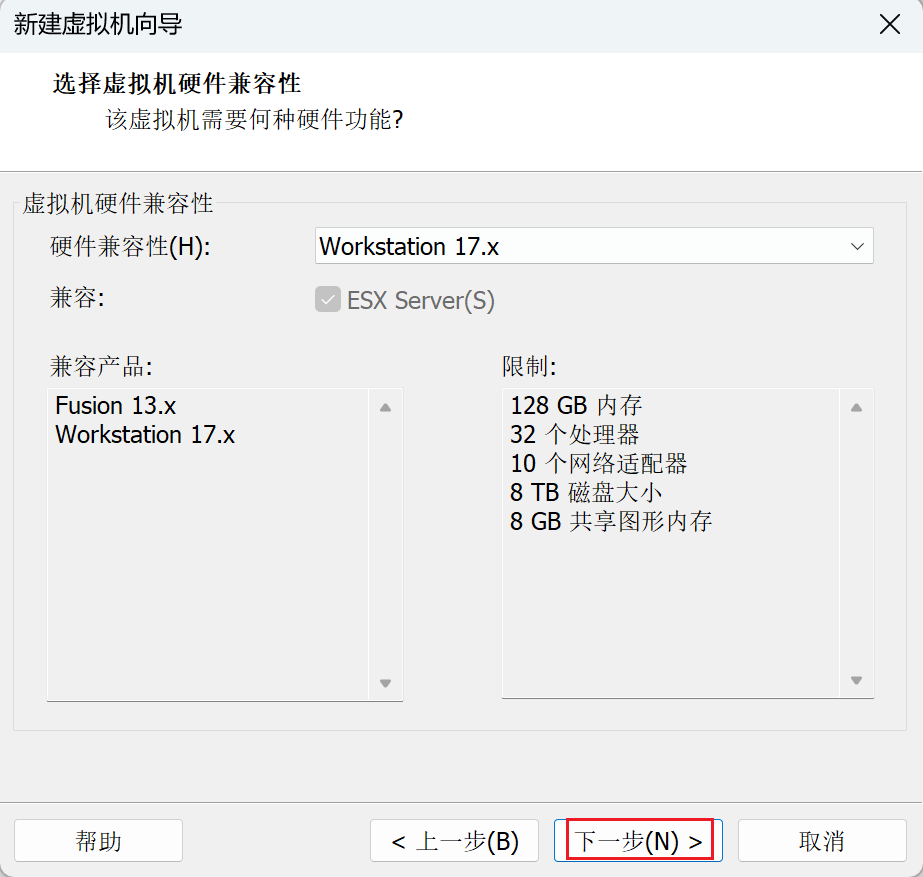 新建虚拟机向导
选择虚拟机硬件兼容性
该虚拟机需要何种硬件功能?
虚拟机硬件兼容性
硬件兼容性(H):
Workstation 17.x
兼容:
ESX Server(S)
兼容产品:
Fusion 13.x
Workstation 17.x
限制:
128 GB 内存
32 个处理器
10 个网络适配器
8 TB 磁盘大小
8 GB 共享图形内存
帮助
< 上一步(B)
下一步(N) >
取消